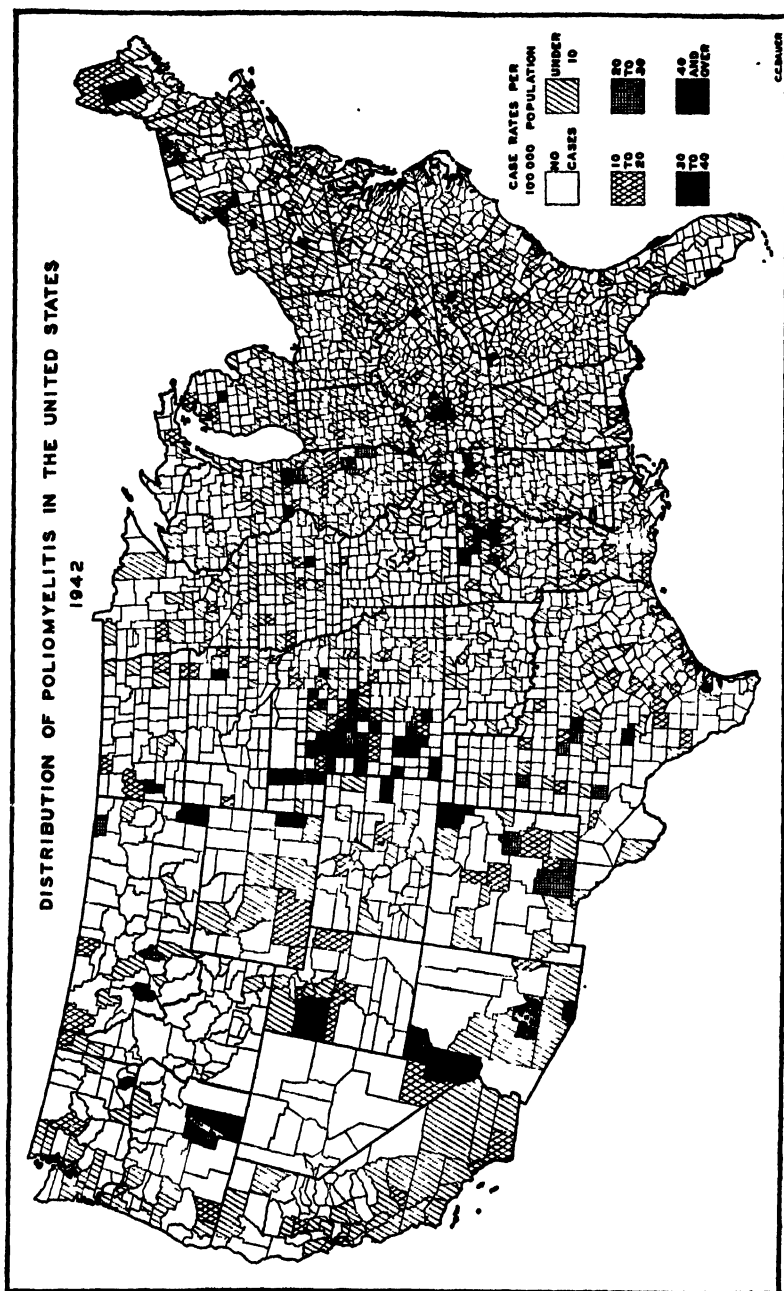 DISTRIBUTION OF POLIOMYELITIS IN THE UNITED STATES
1942
CASE RATES PER
100 000 POPULATION
NO
CASES
UNDER
10
10
TO
20
20
TO
30
30
TO
40
40
AND
OVER
C.C.DAUER